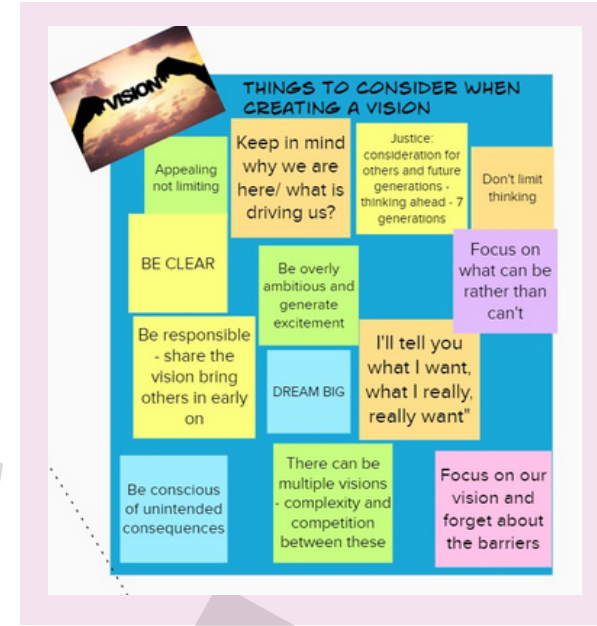 VISION
THINGS TO CONSIDER WHEN
CREATING A VISION
Appealing
not limiting
Keep in mind
why we are
here/ what is
driving us?
Justice:
consideration for
others and future
generations -
thinking ahead - 7
generations
Don't limit
thinking
BE CLEAR
Be overly
ambitious and
generate
excitement
Focus on
what can be
rather than
can't
Be responsible
- share the
vision bring
others in early
on
DREAM BIG
I'll tell you
what I want,
what I really,
really want"
Be conscious
of unintended
consequences
There can be
multiple visions
- complexity and
competition
between these
Focus on our
vision and
forget about
the barriers